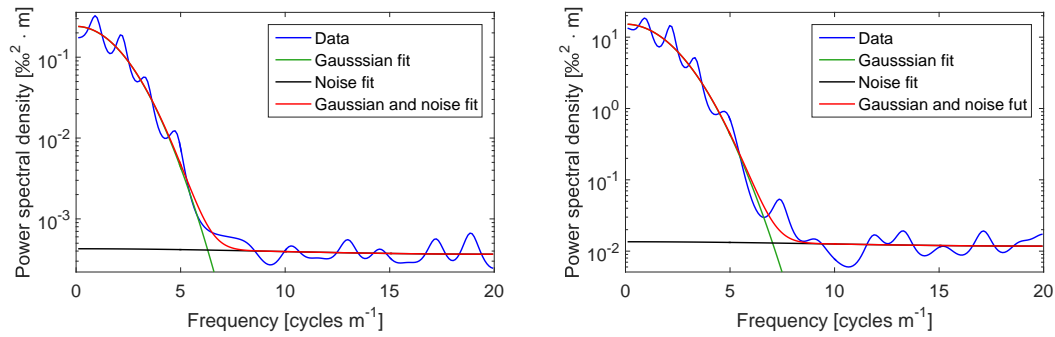 Power spectral density [‰² · m]
10⁻¹
10⁻²
10⁻³
Data
Gausssian fit
Noise fit
Gaussian and noise fit
0 5 10 15 20
Frequency [cycles m⁻¹]
Power spectral density [‰² · m]
10¹
10⁰
10⁻¹
10⁻²
Data
Gausssian fit
Noise fit
Gaussian and noise fut
0 5 10 15 20
Frequency [cycles m⁻¹]